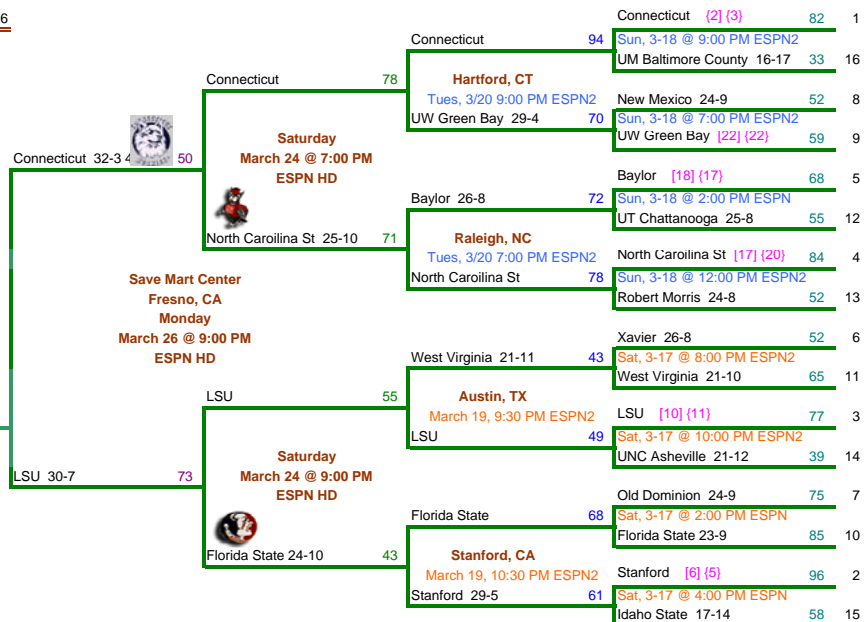 6
Connecticut 32-3 4 50
Save Mart Center
Fresno, CA
Monday
March 26 @ 9:00 PM
ESPN HD
LSU 30-7 73
Connecticut 78
Saturday
March 24 @ 7:00 PM
ESPN HD
North Caroilina St 25-10 71
LSU 55
Saturday
March 24 @ 9:00 PM
ESPN HD
Florida State 24-10 43
Connecticut 94
Hartford, CT
Tues, 3/20 9:00 PM ESPN2
UW Green Bay 29-4 70
Baylor 26-8 72
Raleigh, NC
Tues, 3/20 7:00 PM ESPN2
North Caroilina St 78
West Virginia 21-11 43
Austin, TX
March 19, 9:30 PM ESPN2
LSU 49
Florida State 68
Stanford, CA
March 19, 10:30 PM ESPN2
Stanford 29-5 61
Connecticut {2] {3} 82 1
Sun, 3-18 @ 9:00 PM ESPN2
UM Baltimore County 16-17 33 16
New Mexico 24-9 52 8
Sun, 3-18 @ 7:00 PM ESPN2
UW Green Bay [22] {22} 59 9
Baylor [18] {17} 68 5
Sun, 3-18 @ 2:00 PM ESPN
UT Chattanooga 25-8 55 12
North Caroilina St [17] {20} 84 4
Sun, 3-18 @ 12:00 PM ESPN2
Robert Morris 24-8 52 13
Xavier 26-8 52 6
Sat, 3-17 @ 8:00 PM ESPN2
West Virginia 21-10 65 11
LSU [10] {11} 77 3
Sat, 3-17 @ 10:00 PM ESPN2
UNC Asheville 21-12 39 14
Old Dominion 24-9 75 7
Sat, 3-17 @ 2:00 PM ESPN
Florida State 23-9 85 10
Stanford [6] {5} 96 2
Sat, 3-17 @ 4:00 PM ESPN
Idaho State 17-14 58 15